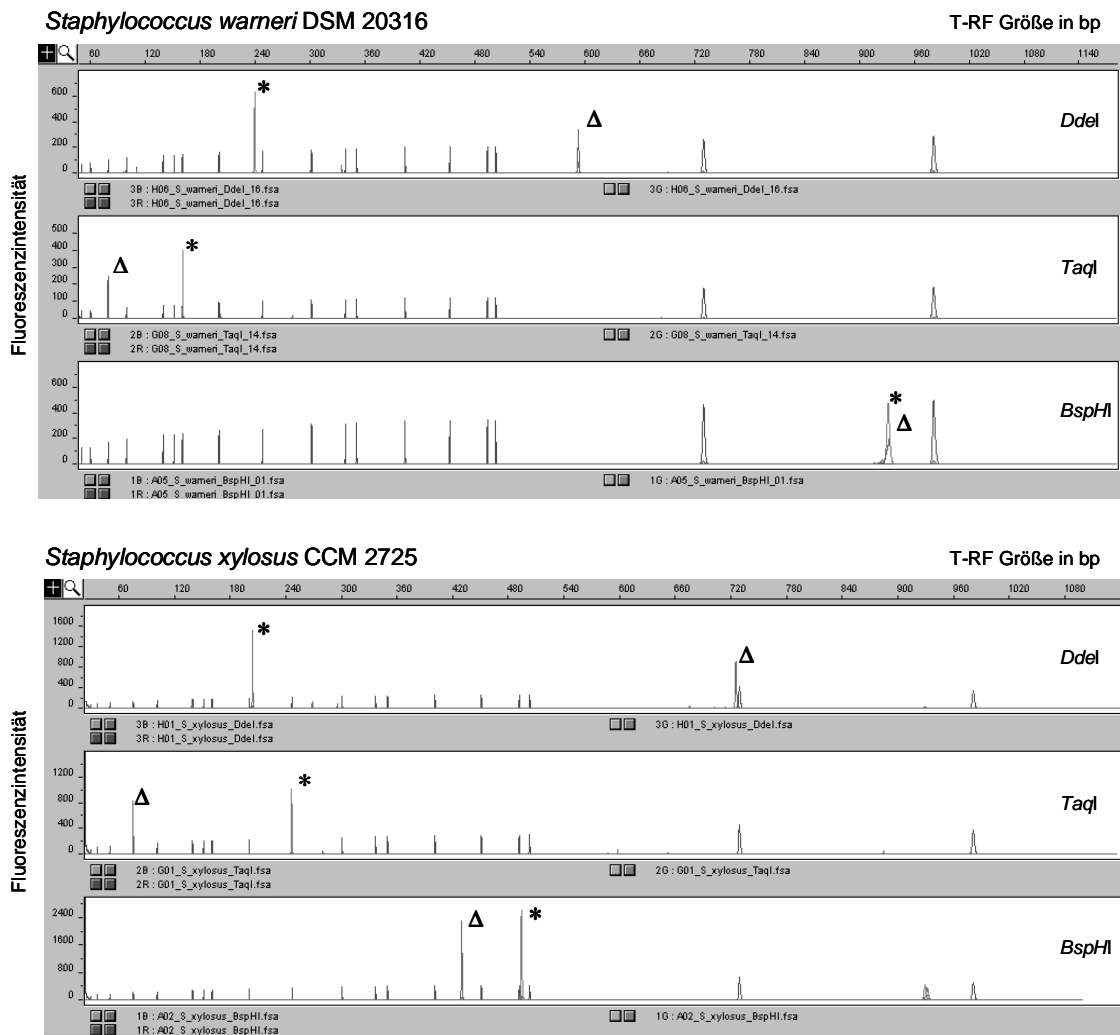 Staphylococcus warneri DSM 20316 T-RF Größe in bp
60 120 180 240 300 360 420 480 540 600 660 720 780 840 900 960 1020 1080 1140
Fluoreszenzintensität
600
400
200
0
* Δ DdeI
3B : H06_S_warneri_DdeI_16.fsa 3G : H06_S_warneri_DdeI_16.fsa
3R : H06_S_warneri_DdeI_16.fsa
500
400
300
200
100
0
Δ * TaqI
2B : G08_S_warneri_TaqI_14.fsa 2G : G08_S_warneri_TaqI_14.fsa
2R : G08_S_warneri_TaqI_14.fsa
600
400
200
0
* Δ BspHI
1B : A05_S_warneri_BspHI_01.fsa 1G : A05_S_warneri_BspHI_01.fsa
1R : A05_S_warneri_BspHI_01.fsa
Staphylococcus xylosus CCM 2725 T-RF Größe in bp
60 120 180 240 300 360 420 480 540 600 660 720 780 840 900 960 1020 1080
Fluoreszenzintensität
1600
1200
800
400
0
* Δ DdeI
3B : H01_S_xylosus_DdeI.fsa 3G : H01_S_xylosus_DdeI.fsa
3R : H01_S_xylosus_DdeI.fsa
1200
800
400
0
Δ * TaqI
2B : G01_S_xylosus_TaqI.fsa 2G : G01_S_xylosus_TaqI.fsa
2R : G01_S_xylosus_TaqI.fsa
2400
1600
800
0
Δ * BspHI
1B : A02_S_xylosus_BspHI.fsa 1G : A02_S_xylosus_BspHI.fsa
1R : A02_S_xylosus_BspHI.fsa